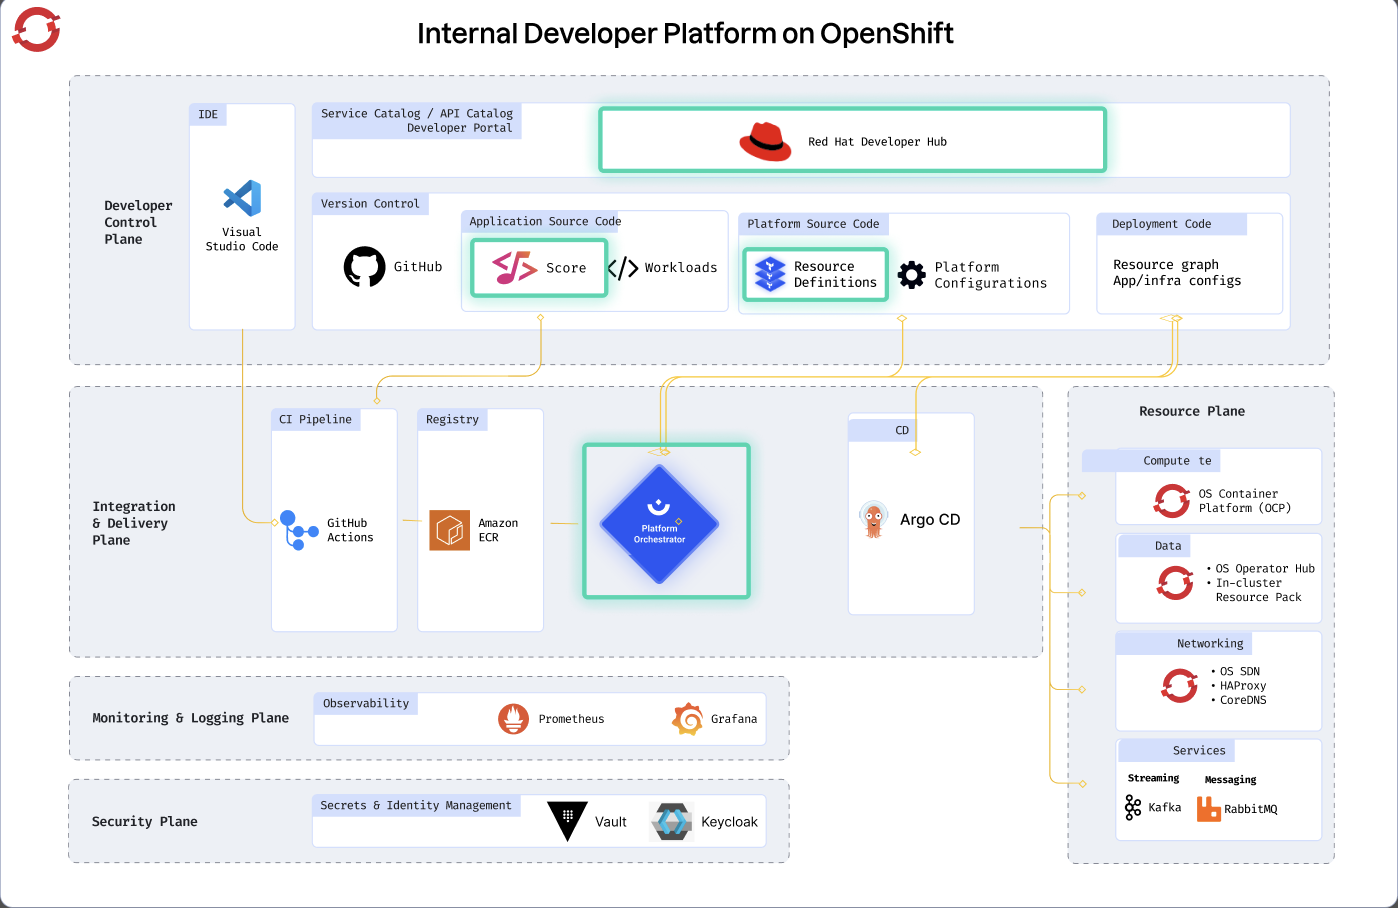 Internal Developer Platform on OpenShift
IDE
Visual
Studio Code
Service Catalog / API Catalog
Developer Portal
Red Hat Developer Hub
Developer
Control
Plane
Version Control
GitHub
Application Source Code
Score
</> Workloads
Platform Source Code
Resource
Definitions
Platform
Configurations
Deployment Code
Resource graph
App/infra configs
Integration
& Delivery
Plane
CI Pipeline
GitHub
Actions
Registry
Amazon
ECR
Platform
Orchestrator
CD
Argo CD
Resource Plane
Compute te
OS Container
Platform (OCP)
Data
• OS Operator Hub
• In-cluster
Resource Pack
Networking
• OS SDN
• HAProxy
• CoreDNS
Services
Streaming
Messaging
Kafka
RabbitMQ
Monitoring & Logging Plane
Observability
Prometheus
Grafana
Security Plane
Secrets & Identity Management
Vault
Keycloak